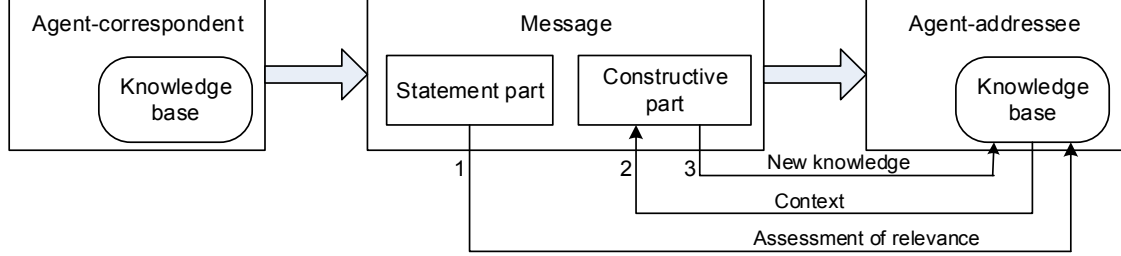 Agent-correspondent
Knowledge
base
Message
Statement part
Constructive
part
Agent-addressee
Knowledge
base
1
2
3
New knowledge
Context
Assessment of relevance